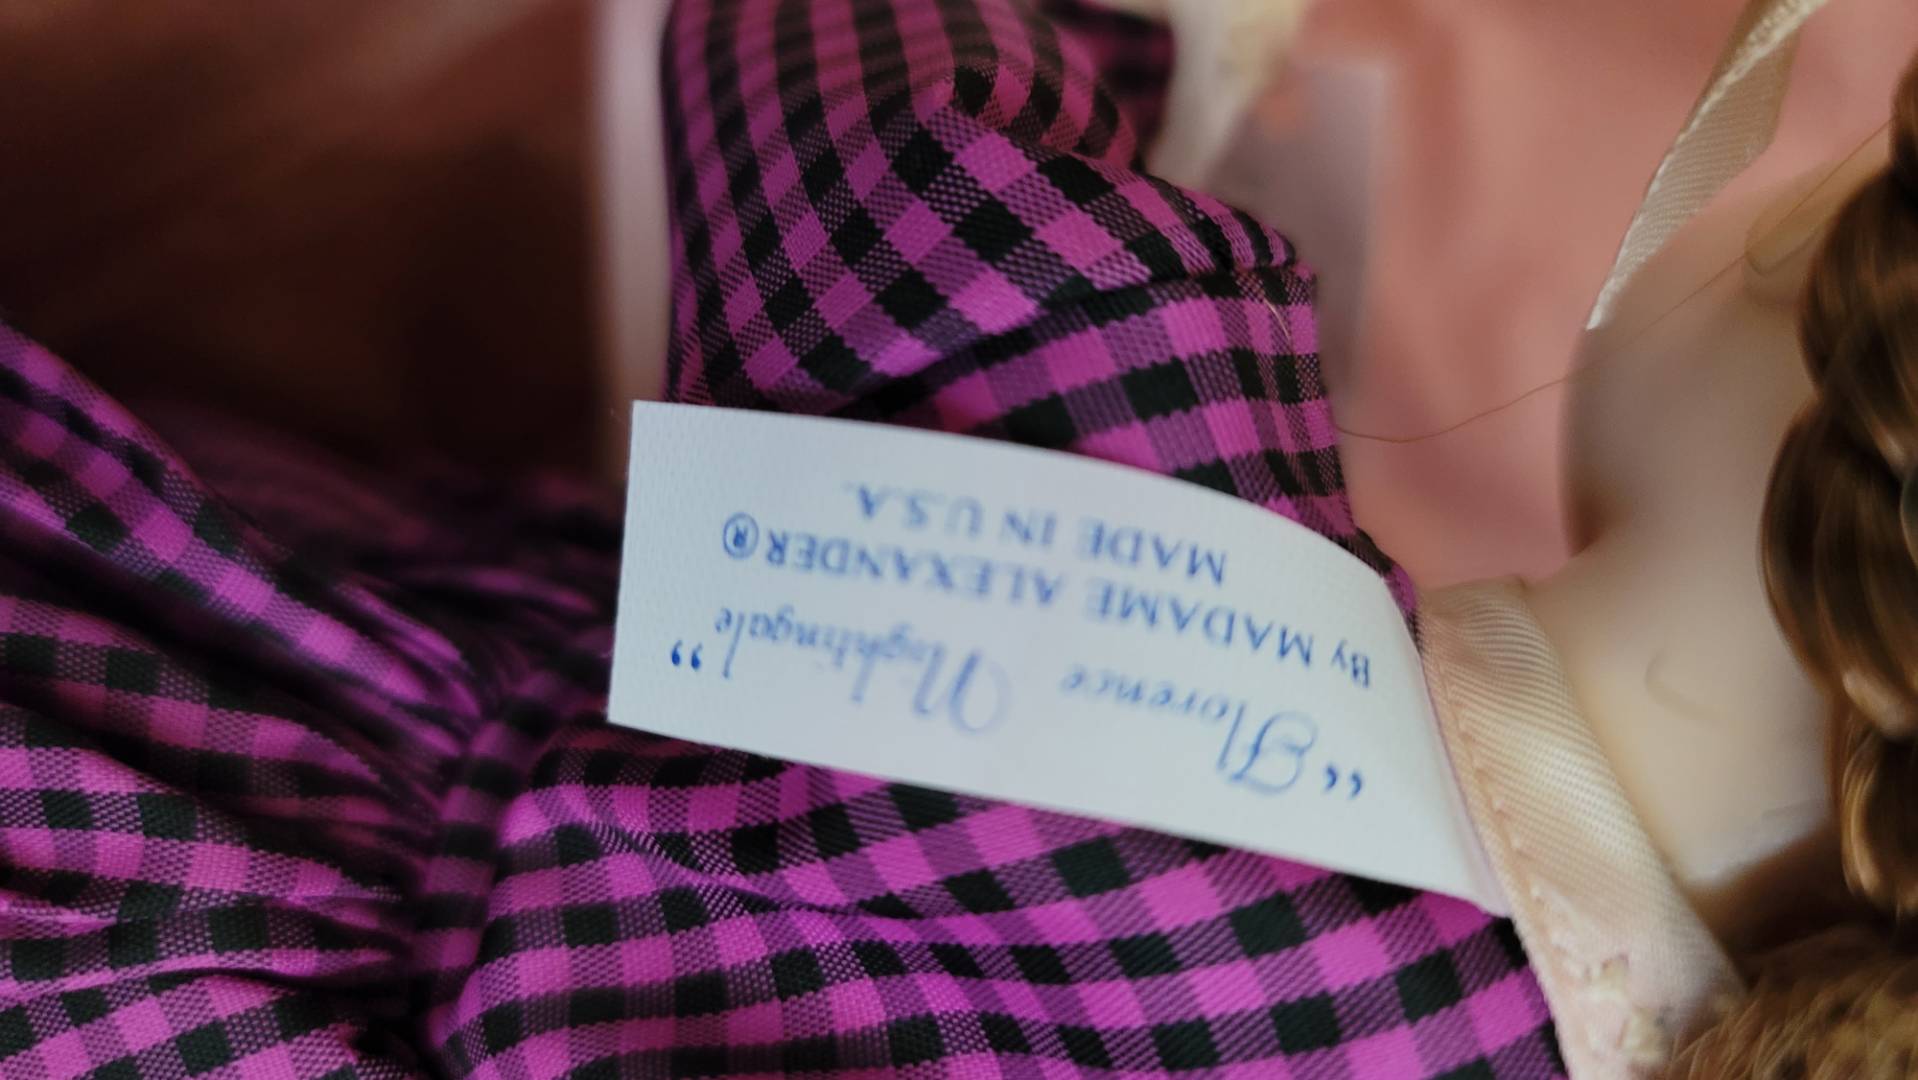 “Florence Nightingale”
By MADAME ALEXANDER®
MADE IN U.S.A.